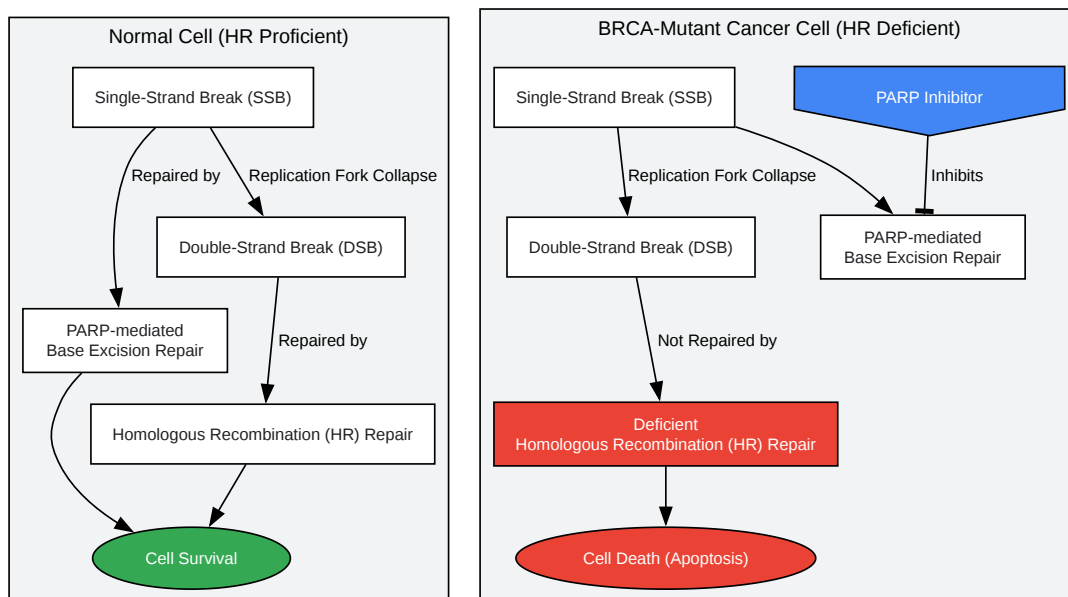 Normal Cell (HR Proficient)
Single-Strand Break (SSB)
Repaired by
Replication Fork Collapse
Double-Strand Break (DSB)
PARP-mediated
Base Excision Repair
Repaired by
Homologous Recombination (HR) Repair
Cell Survival
BRCA-Mutant Cancer Cell (HR Deficient)
Single-Strand Break (SSB)
PARP Inhibitor
Replication Fork Collapse
Inhibits
Double-Strand Break (DSB)
PARP-mediated
Base Excision Repair
Not Repaired by
Deficient
Homologous Recombination (HR) Repair
Cell Death (Apoptosis)